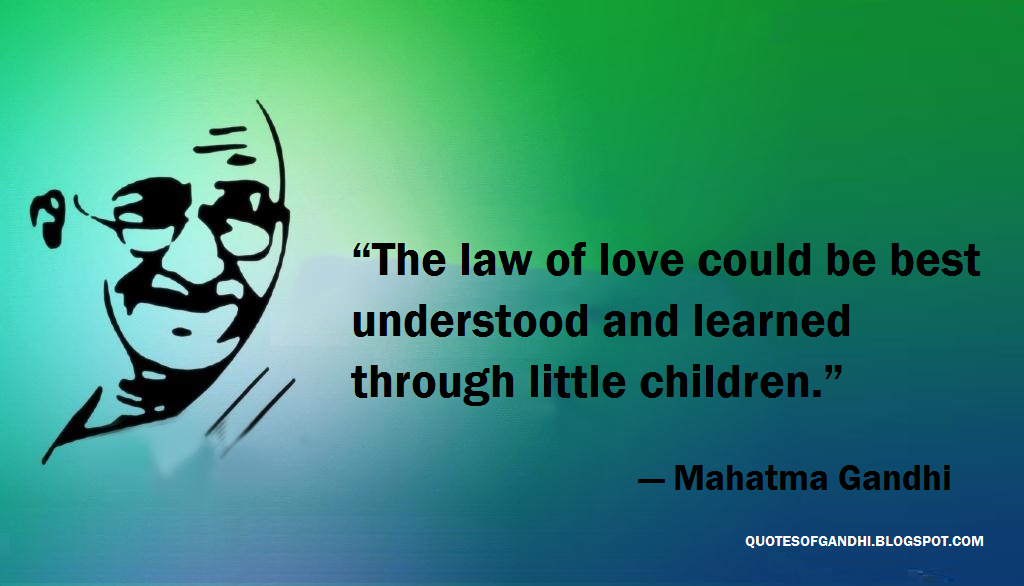 “The law of love could be best
understood and learned
through little children.”
— Mahatma Gandhi
QUOTESOFGANDHI.BLOGSPOT.COM